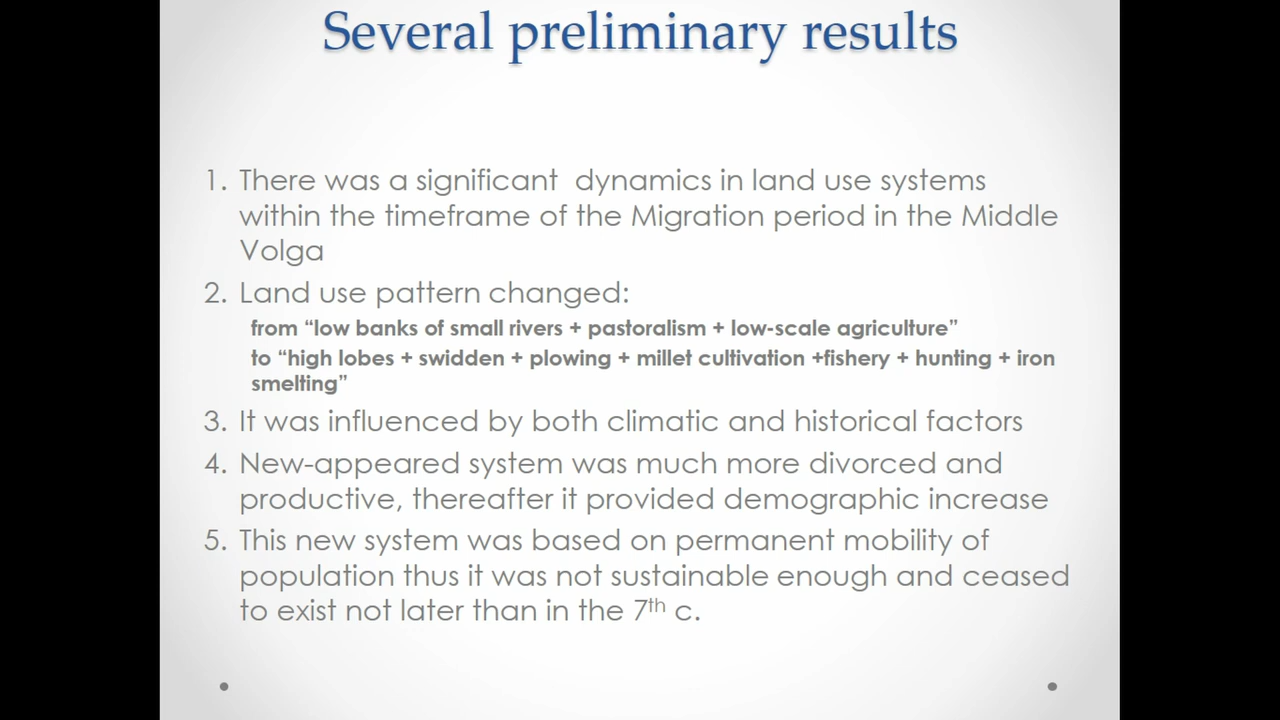 Several preliminary results
1. There was a significant  dynamics in land use systems
within the timeframe of the Migration period in the Middle
Volga
2. Land use pattern changed:
from “low banks of small rivers + pastoralism + low-scale agriculture”
to “high lobes + swidden + plowing + millet cultivation +fishery + hunting + iron
smelting”
3. It was influenced by both climatic and historical factors
4. New-appeared system was much more divorced and
productive, thereafter it provided demographic increase
5. This new system was based on permanent mobility of
population thus it was not sustainable enough and ceased
to exist not later than in the 7th c.